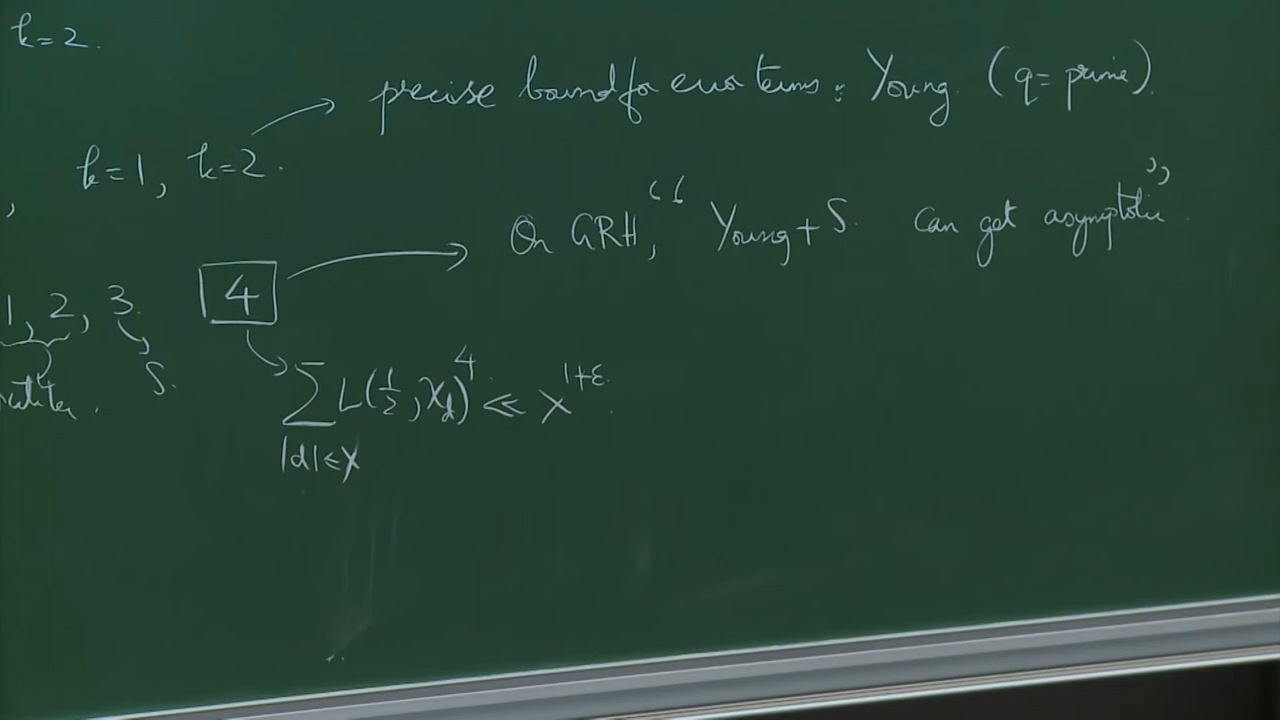 k=2.
precise bound for error terms : Young (q=prime).
, k=1, k=2.
On GRH, “ Young + S. can get asymptotic ”.
1, 2, 3. 4
S.
∑ L(½, χ_d)^4 ≪ X^{1+ε}.
|d|≤X